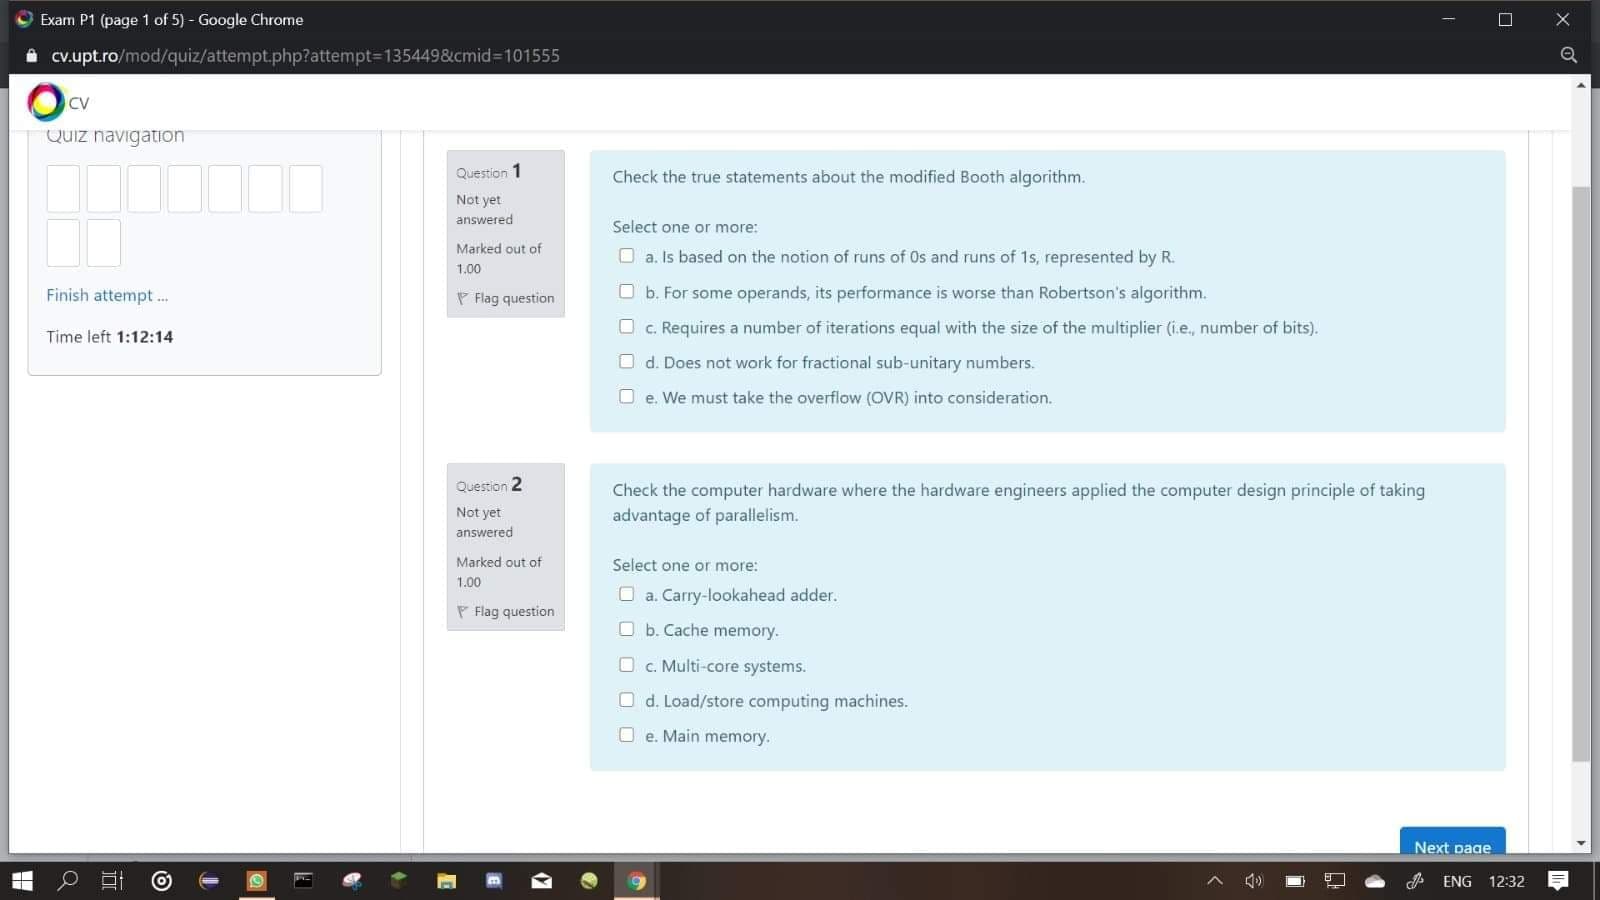 Exam P1 (page 1 of 5) - Google Chrome
cv.upt.ro/mod/quiz/attempt.php?attempt=135449&cmid=101555
CV
Quiz navigation
Finish attempt ...
Time left 1:12:14
Question 1
Not yet
answered
Marked out of
1.00
Flag question
Check the true statements about the modified Booth algorithm.
Select one or more:
a. Is based on the notion of runs of 0s and runs of 1s, represented by R.
b. For some operands, its performance is worse than Robertson's algorithm.
c. Requires a number of iterations equal with the size of the multiplier (i.e., number of bits).
d. Does not work for fractional sub-unitary numbers.
e. We must take the overflow (OVR) into consideration.
Question 2
Not yet
answered
Marked out of
1.00
Flag question
Check the computer hardware where the hardware engineers applied the computer design principle of taking
advantage of parallelism.
Select one or more:
a. Carry-lookahead adder.
b. Cache memory.
c. Multi-core systems.
d. Load/store computing machines.
e. Main memory.
Next page
ENG 12:32